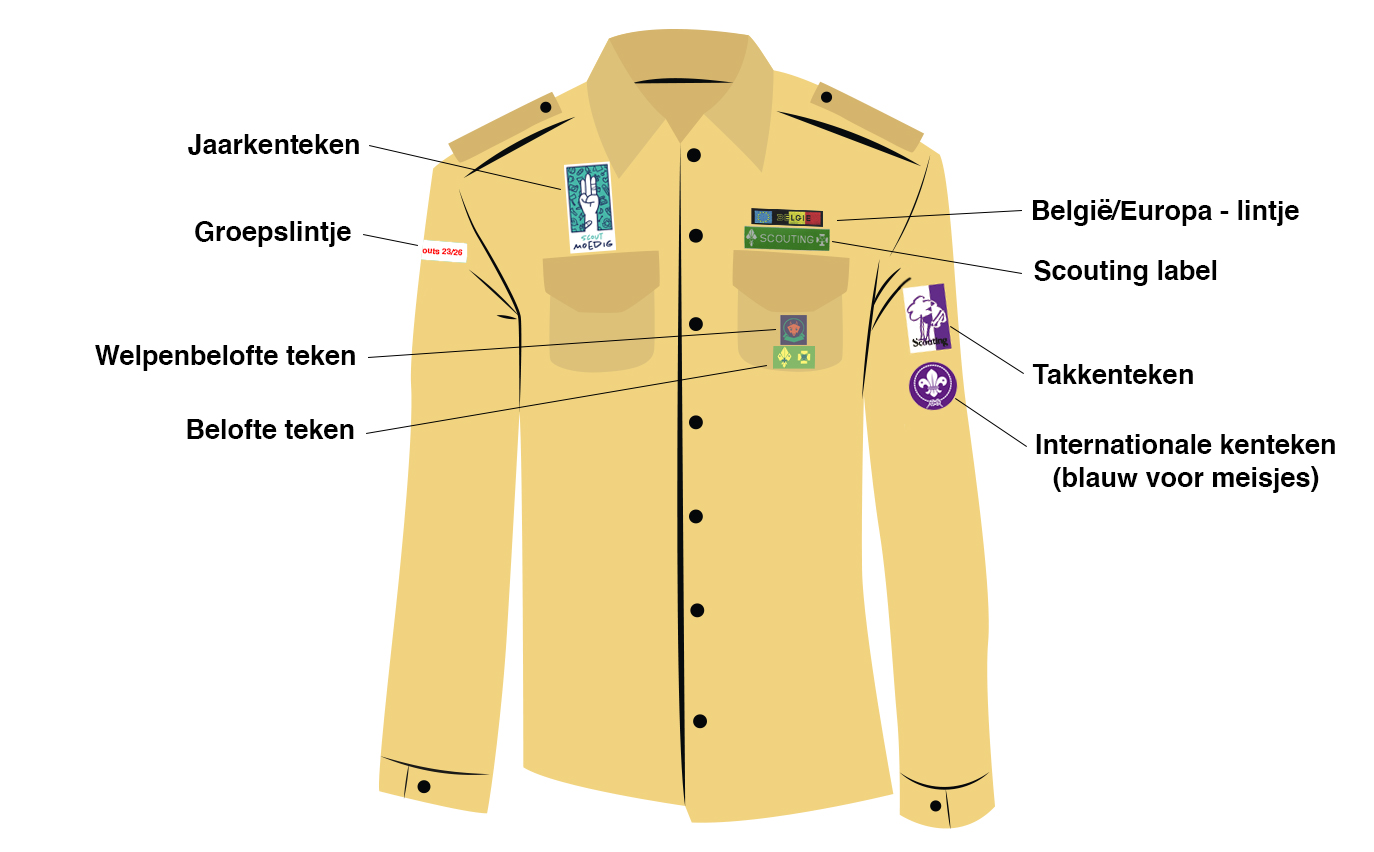 Jaarkenteken
Groepslintje
Welpenbelofte teken
Belofte teken
SCOUT
MOEDIG
outs 23/26
BELGIË
SCOUTING
Scouting
België/Europa - lintje
Scouting label
Takkenteken
Internationale kenteken
(blauw voor meisjes)